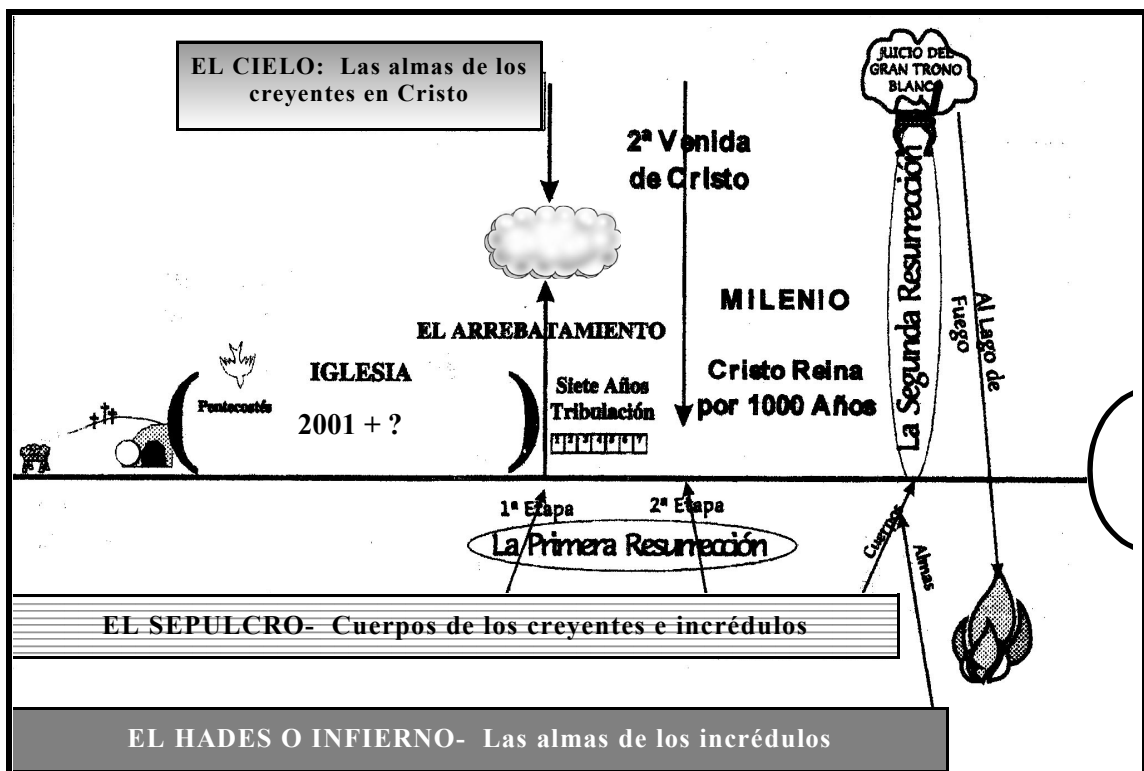 EL CIELO: Las almas de los
creyentes en Cristo
JUICIO DEL
GRAN TRONO
BLANCO
2ª Venida
de Cristo
La Segunda Resurrección
Al Lago de
Fuego
MILENIO
EL ARREBATAMIENTO
Cristo Reina
por 1000 Años
IGLESIA
Pentecostés
2001 + ?
Siete Años
Tribulación
1 2 3 4 5 6 7
1ª Etapa
2ª Etapa
La Primera Resurrección
Cuerpos
Almas
EL SEPULCRO- Cuerpos de los creyentes e incrédulos
EL HADES O INFIERNO- Las almas de los incrédulos